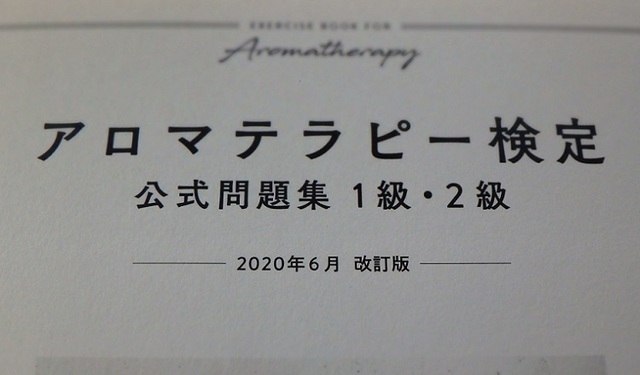 EXERCISE BOOK FOR
Aromatherapy
アロマテラピー検定
公式問題集 1級・2級
2020年6月 改訂版